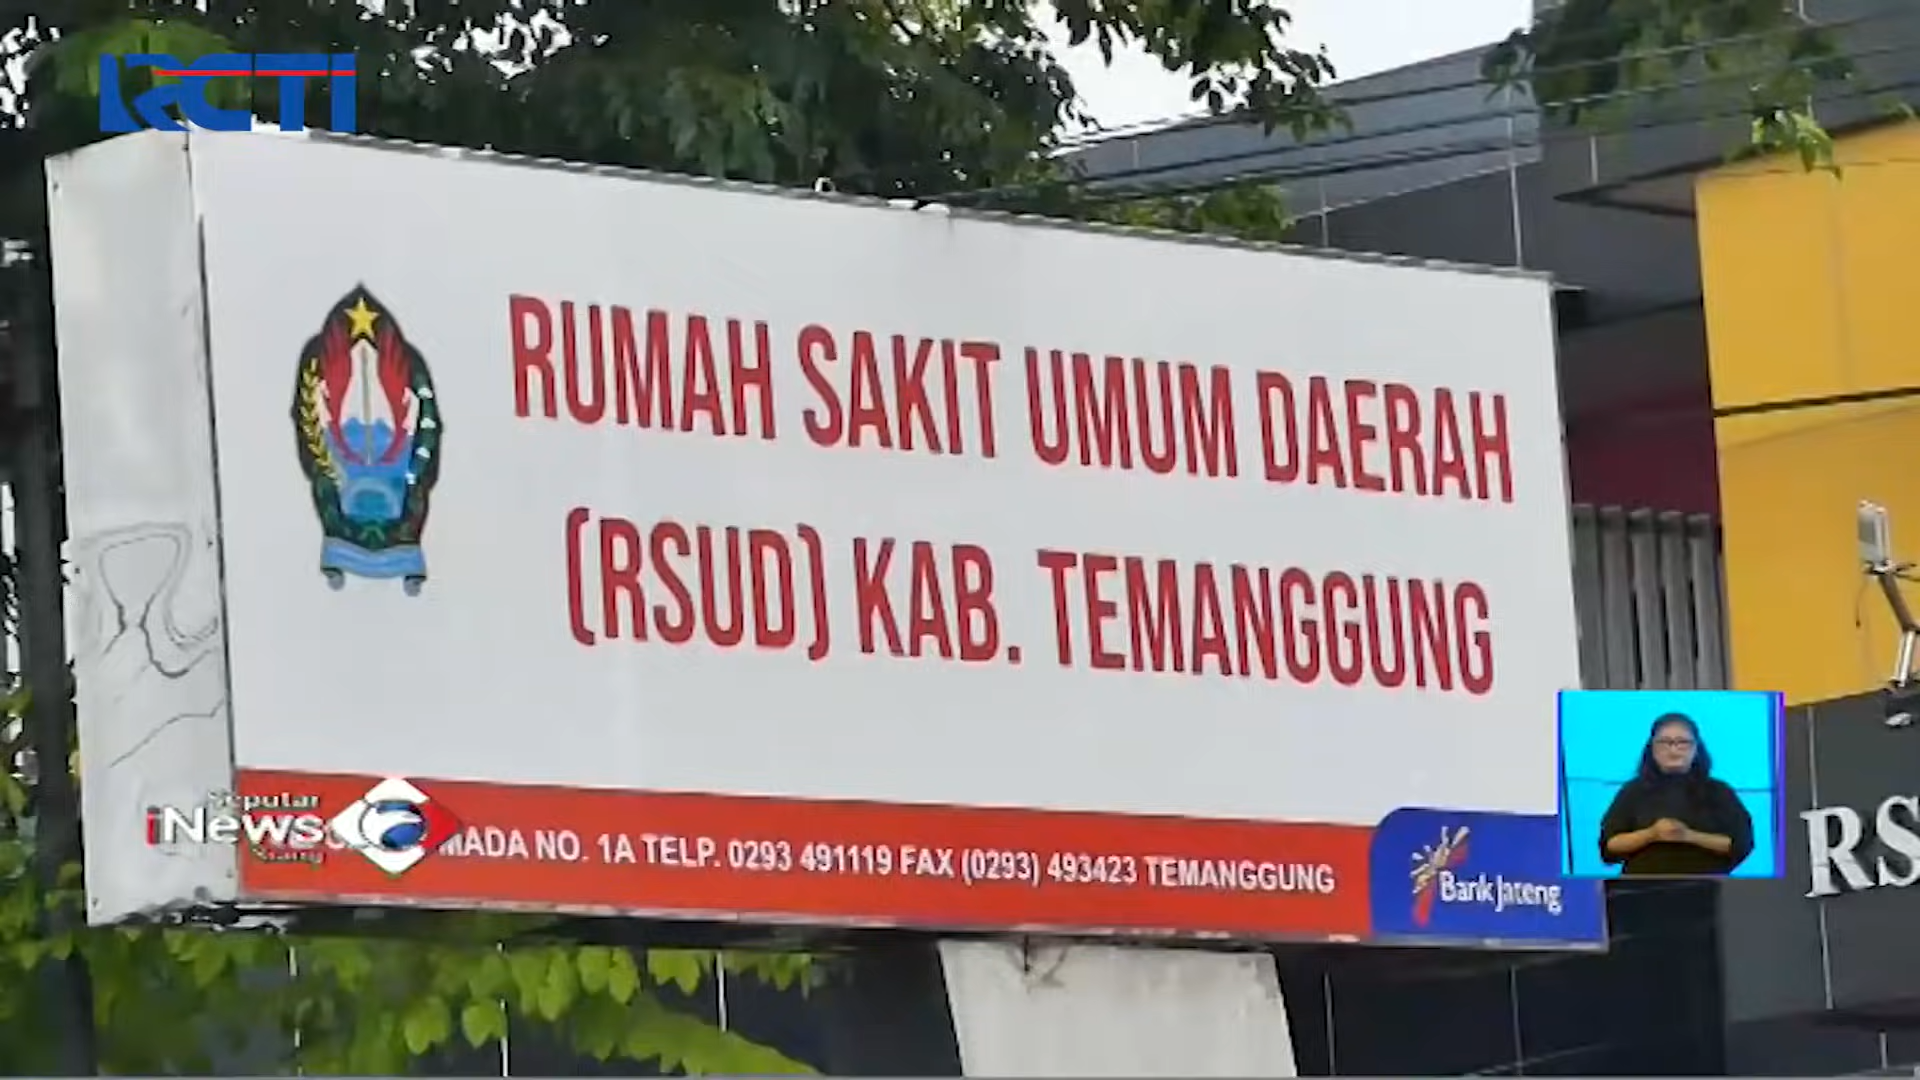 RCTI
RUMAH SAKIT UMUM DAERAH
(RSUD) KAB. TEMANGGUNG
Seputar
iNews
Siang
MADA NO. 1A TELP. 0293 491119 FAX (0293) 493423 TEMANGGUNG
Bank Jateng
RS